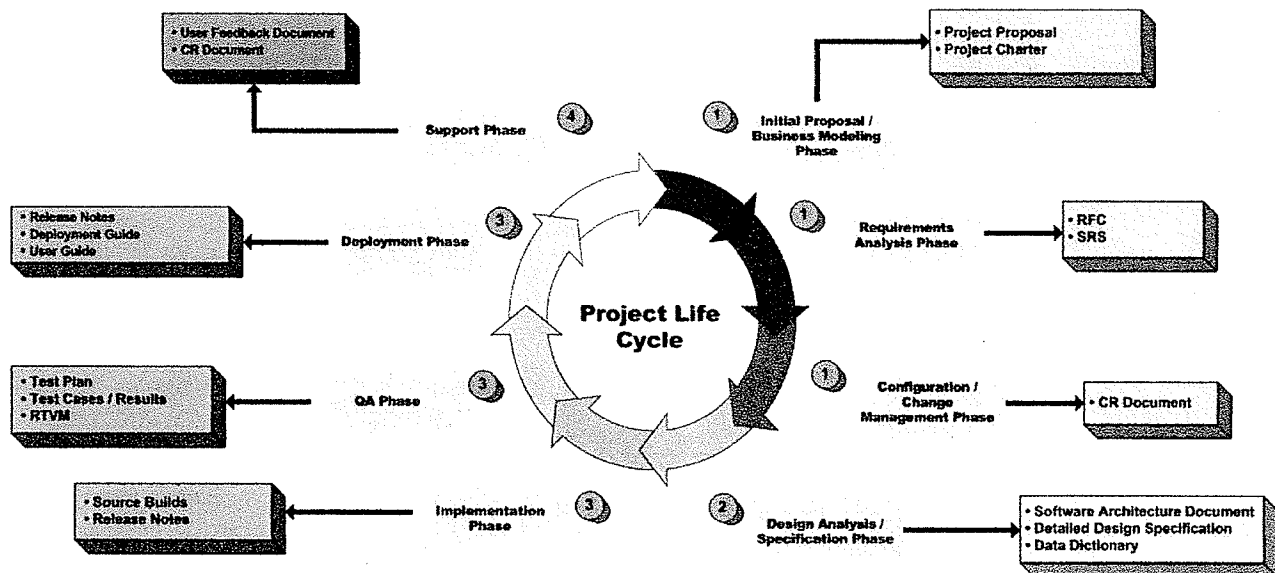 • User Feedback Document
• CR Document
• Project Proposal
• Project Charter
4
1
Support Phase
Initial Proposal /
Business Modeling
Phase
3
1
• Release Notes
• Deployment Guide
• User Guide
Deployment Phase
Requirements
Analysis Phase
• RFC
• SRS
Project Life
Cycle
• Test Plan
• Test Cases / Results
• RTVM
QA Phase
3
1
Configuration /
Change
Management Phase
• CR Document
• Source Builds
• Release Notes
Implementation
Phase
3
2
Design Analysis /
Specification Phase
• Software Architecture Document
• Detailed Design Specification
• Data Dictionary